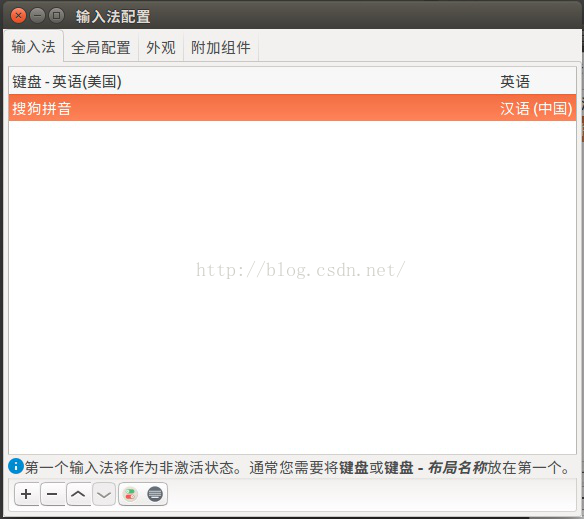 输入法配置
输入法 全局配置 外观 附加组件
键盘 - 英语(美国) 英语
搜狗拼音 汉语 (中国)
http://blog.csdn.net/
第一个输入法将作为非激活状态。通常您需要将键盘或键盘 - 布局名称放在第一个。